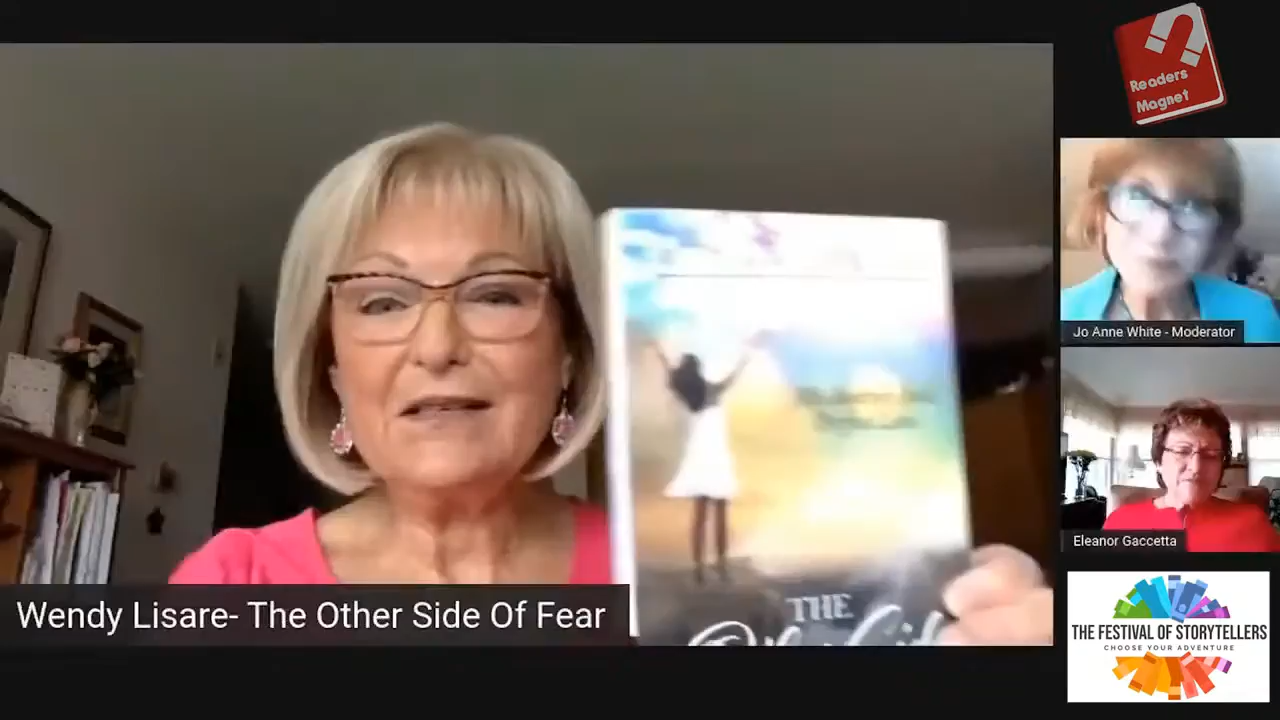 Readers
Magnet
Jo Anne White - Moderator
Eleanor Gaccetta
Wendy Lisare- The Other Side Of Fear
THE
THE FESTIVAL OF STORYTELLERS
CHOOSE YOUR ADVENTURE